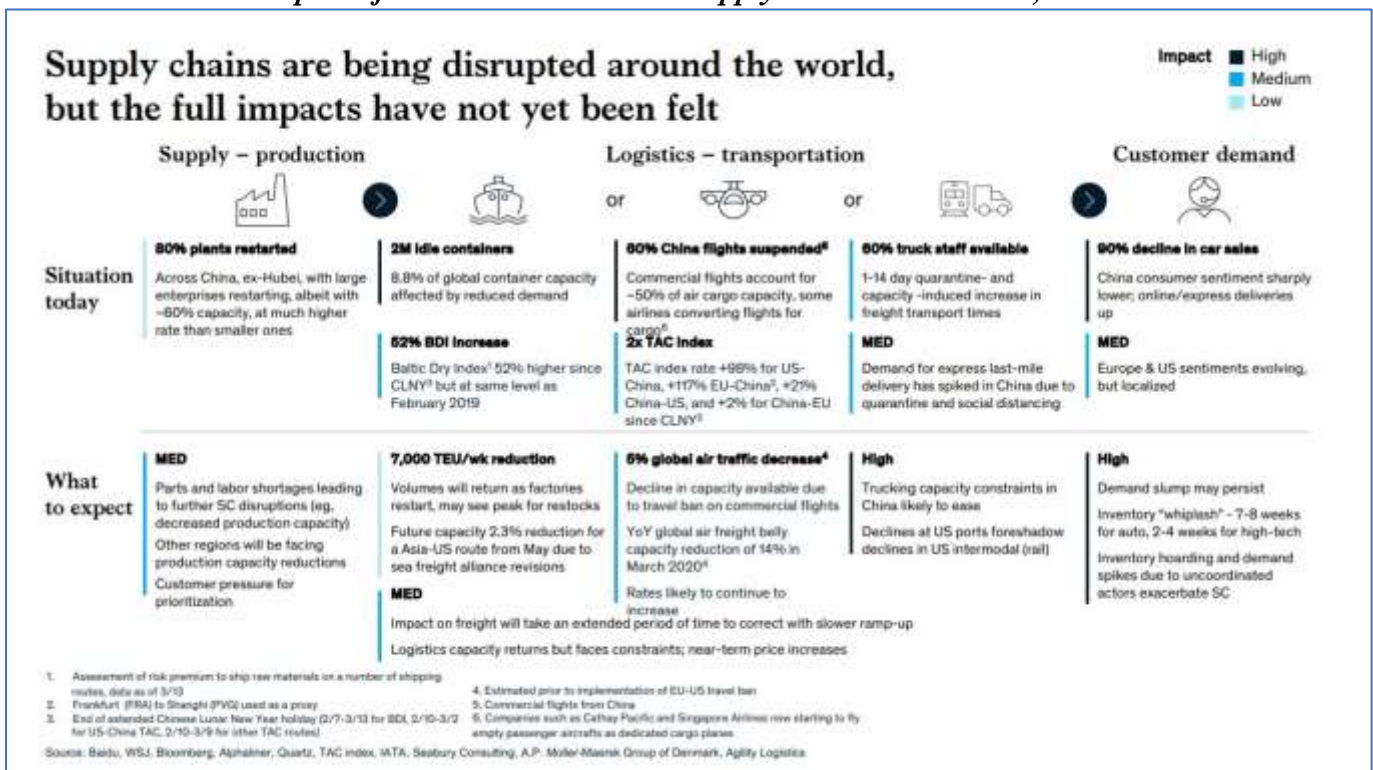 Supply chains are being disrupted around the world,
but the full impacts have not yet been felt
Impact
High
Medium
Low
Supply – production
Logistics – transportation
Customer demand
or
or
Situation
today
80% plants restarted
Across China, ex-Hubei, with large
enterprises restarting, albeit with
~60% capacity, at much higher
rate than smaller ones
2M idle containers
8.8% of global container capacity
affected by reduced demand
52% BDI increase
Baltic Dry Index¹ 52% higher since
CLNY³ but at same level as
February 2019
60% China flights suspended⁵
Commercial flights account for
~50% of air cargo capacity, some
airlines converting flights for
cargo⁶
2x TAC index
TAC index rate +98% for US-
China, +117% EU-China², +21%
China-US, and +2% for China-EU
since CLNY³
60% truck staff available
1-14 day quarantine- and
capacity -induced increase in
freight transport times
MED
Demand for express last-mile
delivery has spiked in China due to
quarantine and social distancing
90% decline in car sales
China consumer sentiment sharply
lower; online/express deliveries
up
MED
Europe & US sentiments evolving,
but localized
What
to expect
MED
Parts and labor shortages leading
to further SC disruptions (eg,
decreased production capacity)
Other regions will be facing
production capacity reductions
Customer pressure for
prioritization
7,000 TEU/wk reduction
Volumes will return as factories
restart, may see peak for restocks
Future capacity 2.3% reduction for
a Asia-US route from May due to
sea freight alliance revisions
MED
Impact on freight will take an extended period of time to correct with slower ramp-up
Logistics capacity returns but faces constraints; near-term price increases
5% global air traffic decrease⁴
Decline in capacity available due
to travel ban on commercial flights
YoY global air freight belly
capacity reduction of 14% in
March 2020⁴
Rates likely to continue to
increase
High
Trucking capacity constraints in
China likely to ease
Declines at US ports foreshadow
declines in US intermodal (rail)
High
Demand slump may persist
Inventory "whiplash" - 7-8 weeks
for auto, 2-4 weeks for high-tech
Inventory hoarding and demand
spikes due to uncoordinated
actors exacerbate SC
1. Assessment of risk premium to ship raw materials on a number of shipping
routes, data as of 3/13
2. Frankfurt (FRA) to Shanghi (PVG) used as a proxy
3. End of extended Chinese Lunar New Year holiday (2/7-3/13 for BDI, 2/10-3/2
for US-China TAC, 2/10-3/9 for other TAC routes)
4. Estimated prior to implementation of EU-US travel ban
5. Commercial flights from China
6. Companies such as Cathay Pacific and Singapore Airlines now starting to fly
empty passenger aircrafts as dedicated cargo planes
Source: Baidu, WSJ, Bloomberg, Alphaliner, Quartz, TAC index, IATA, Seabury Consulting, A.P. Moller-Maersk Group of Denmark, Agility Logistics